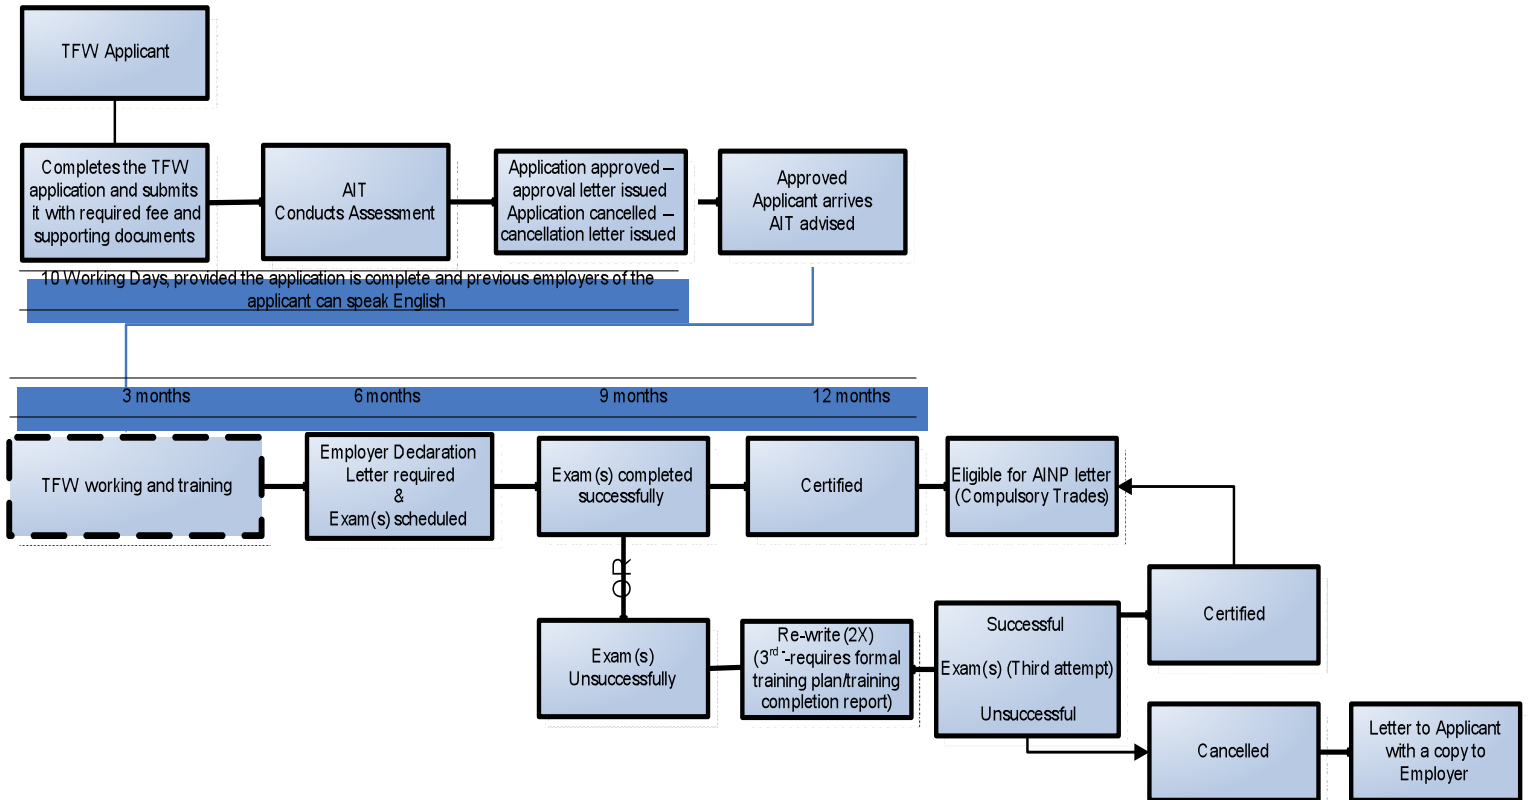 TFW Applicant
Completes the TFW
application and submits
it with required fee and
supporting documents
AIT
Conducts Assessment
Application approved –
approval letter issued
Application cancelled –
cancellation letter issued
Approved
Applicant arrives
AIT advised
10 Working Days, provided the application is complete and previous employers of the
applicant can speak English
3 months 6 months 9 months 12 months
TFW working and training
Employer Declaration
Letter required
&
Exam(s) scheduled
Exam(s) completed
successfully
Certified
Eligible for AINP letter
(Compulsory Trades)
OR
Exam(s)
Unsuccessfully
Re-write (2X)
(3rd -requires formal
training plan/training
completion report)
Successful
Exam(s) (Third attempt)
Unsuccessful
Certified
Cancelled
Letter to Applicant
with a copy to
Employer